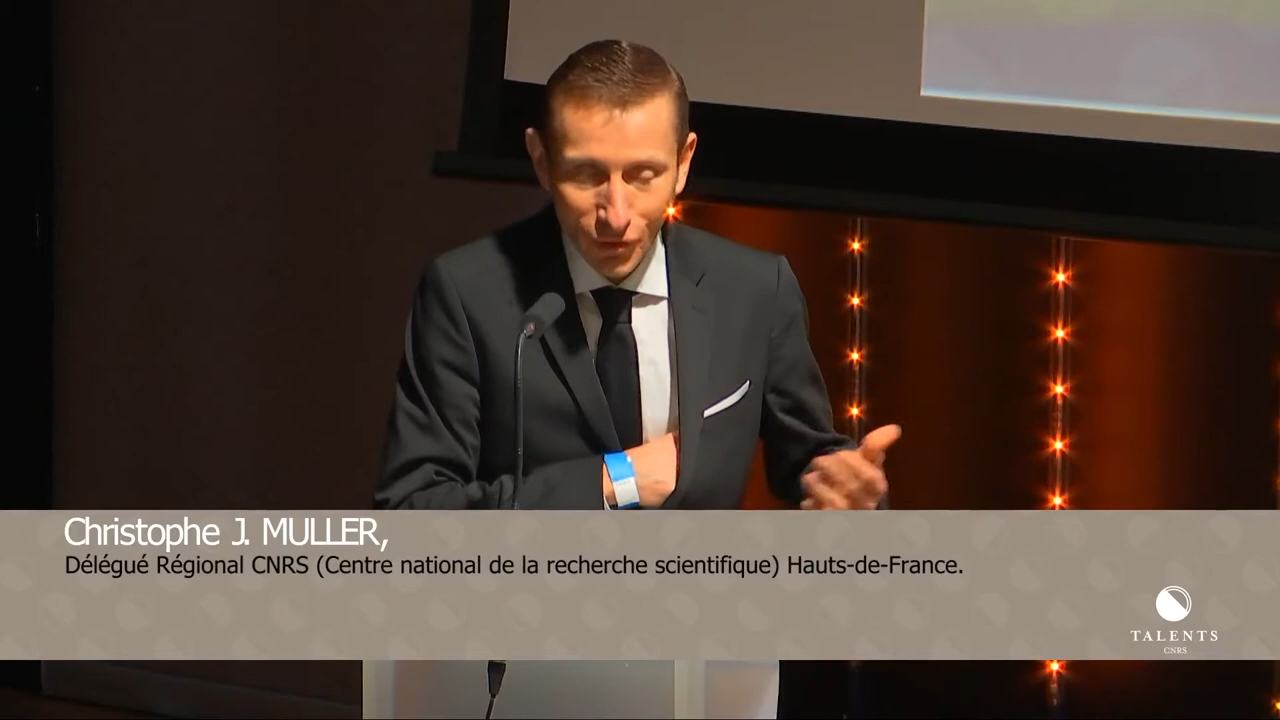 Christophe J. MULLER,
Délégué Régional CNRS (Centre national de la recherche scientifique) Hauts-de-France.
TALENTS
CNRS